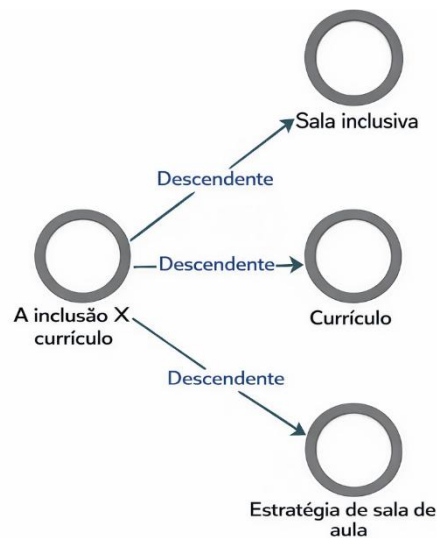 Sala inclusiva
Descendente
Descendente
A inclusão X
currículo
Currículo
Descendente
Estratégia de sala de
aula